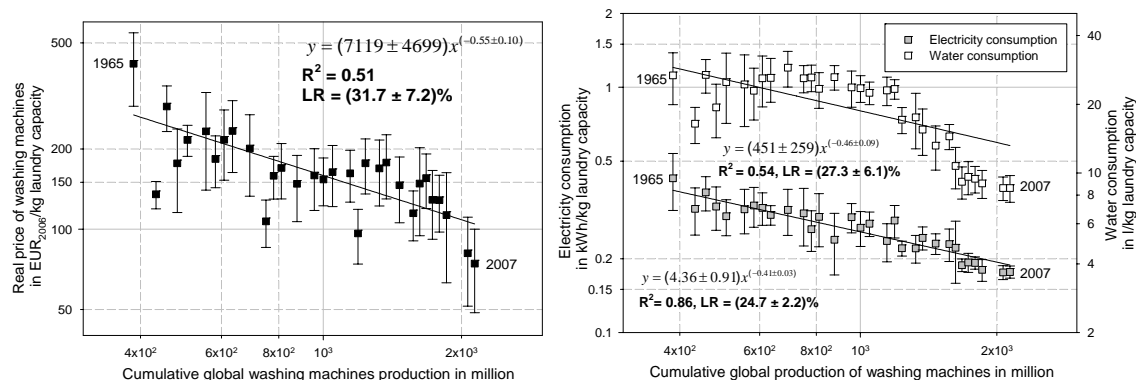 Real price of washing machines
in EUR2006/kg laundry capacity
500
200
150
100
50
1965
2007
y = (7119 ± 4699)x^(−0.55±0.10)
R² = 0.51
LR = (31.7 ± 7.2)%
4x10² 6x10² 8x10² 10³ 2x10³
Cumulative global washing machines production in million
Electricity consumption
in kWh/kg laundry capacity
1.5
1
0.5
0.2
0.15
0.1
Electricity consumption
Water consumption
1965
y = (451 ± 259)x^(−0.46±0.09)
R² = 0.54, LR = (27.3 ± 6.1)%
1965
2007
2007
y = (4.36 ± 0.91)x^(−0.41±0.03)
R²= 0.86, LR = (24.7 ± 2.2)%
40
20
10
8
6
4
2
Water consumption
in l/kg laundry capacity
4x10² 6x10² 8x10² 10³ 2x10³
Cumulative global production of washing machines in million